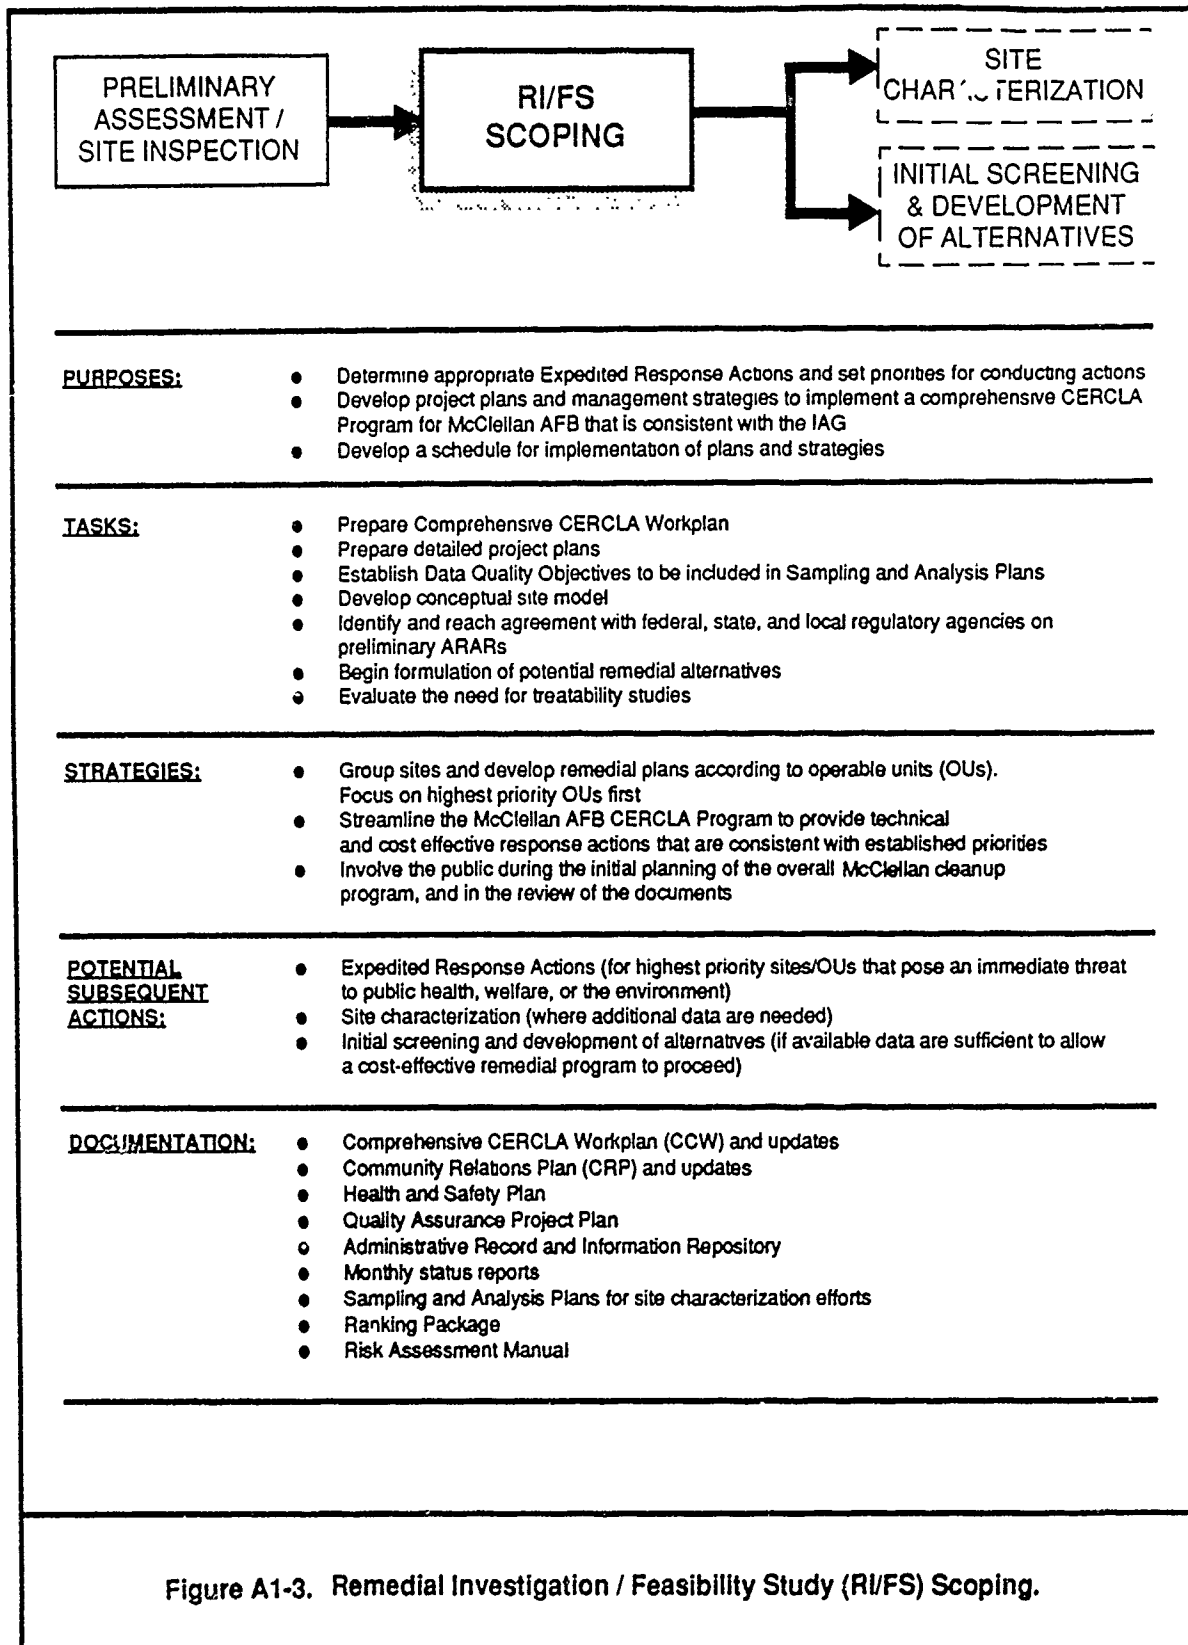 PRELIMINARY
ASSESSMENT /
SITE INSPECTION
RI/FS
SCOPING
SITE
INITIAL SCREENING
& DEVELOPMENT
OF ALTERNATIVES
PURPOSES:
● Determine appropriate Expedited Response Actions and set priorities for conducting actions
● Develop project plans and management strategies to implement a comprehensive CERCLA
Program for McClellan AFB that is consistent with the IAG
● Develop a schedule for implementation of plans and strategies
TASKS:
● Prepare Comprehensive CERCLA Workplan
● Prepare detailed project plans
● Establish Data Quality Objectives to be included in Sampling and Analysis Plans
● Develop conceptual site model
● Identify and reach agreement with federal, state, and local regulatory agencies on
preliminary ARARs
● Begin formulation of potential remedial alternatives
● Evaluate the need for treatability studies
STRATEGIES:
● Group sites and develop remedial plans according to operable units (OUs).
Focus on highest priority OUs first
● Streamline the McClellan AFB CERCLA Program to provide technical
and cost effective response actions that are consistent with established priorities
● Involve the public during the initial planning of the overall McClellan cleanup
program, and in the review of the documents
POTENTIAL
SUBSEQUENT
ACTIONS:
● Expedited Response Actions (for highest priority sites/OUs that pose an immediate threat
to public health, welfare, or the environment)
● Site characterization (where additional data are needed)
● Initial screening and development of alternatives (if available data are sufficient to allow
a cost-effective remedial program to proceed)
DOCUMENTATION:
● Comprehensive CERCLA Workplan (CCW) and updates
● Community Relations Plan (CRP) and updates
● Health and Safety Plan
● Quality Assurance Project Plan
● Administrative Record and Information Repository
● Monthly status reports
● Sampling and Analysis Plans for site characterization efforts
● Ranking Package
● Risk Assessment Manual
Figure A1-3. Remedial Investigation / Feasibility Study (RI/FS) Scoping.